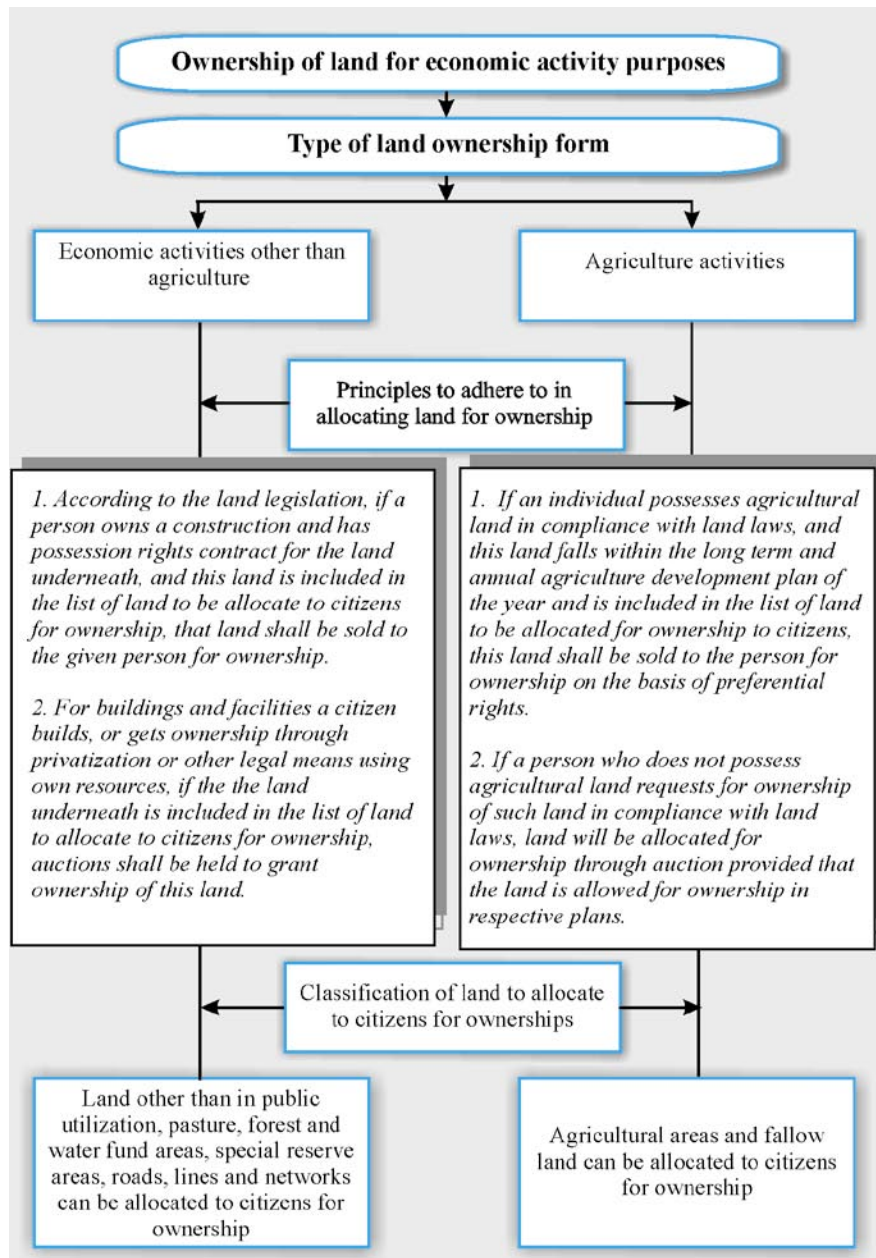 Ownership of land for economic activity purposes
Type of land ownership form
Economic activities other than
agriculture
Agriculture activities
Principles to adhere to in
allocating land for ownership
1. According to the land legislation, if a
person owns a construction and has
possession rights contract for the land
underneath, and this land is included in
the list of land to be allocate to citizens
for ownership, that land shall be sold to
the given person for ownership.
2. For buildings and facilities a citizen
builds, or gets ownership through
privatization or other legal means using
own resources, if the the land
underneath is included in the list of land
to allocate to citizens for ownership,
auctions shall be held to grant
ownership of this land.
1. If an individual possesses agricultural
land in compliance with land laws, and
this land falls within the long term and
annual agriculture development plan of
the year and is included in the list of land
to be allocated for ownership to citizens,
this land shall be sold to the person for
ownership on the basis of preferential
rights.
2. If a person who does not possess
agricultural land requests for ownership
of such land in compliance with land
laws, land will be allocated for
ownership through auction provided that
the land is allowed for ownership in
respective plans.
Classification of land to allocate
to citizens for ownerships
Land other than in public
utilization, pasture, forest and
water fund areas, special reserve
areas, roads, lines and networks
can be allocated to citizens for
ownership
Agricultural areas and fallow
land can be allocated to citizens
for ownership